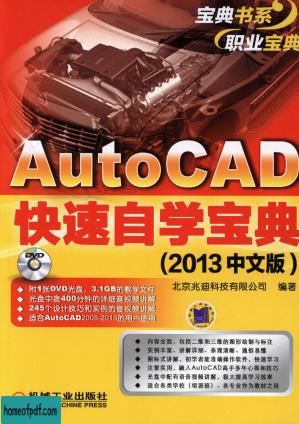 宝典书系
职业宝典
AutoCAD
快速自学宝典
(2013中文版)
北京兆迪科技有限公司 编著
DVD
附1张DVD光盘、3.1GB的教学文件
光盘中含400分钟的详细音视频讲解
245个设计技巧和实例的音视频讲解
适合AutoCAD 2008-2013的用户使用
内容全面，包括二维和三维的图形绘制与标注
实例丰富、讲解详细、条理清晰、通俗易懂
图标式讲解，初学者能准确操作软件、快速学习
注重实用，融入AutoCAD高手多年心得和技巧
光盘中配有语音视频讲解，极大提高学习效率
适合各类学校(培训班)、各专业作为教材之用
机械工业出版社
CHINE PRESS
homeofpdf.com